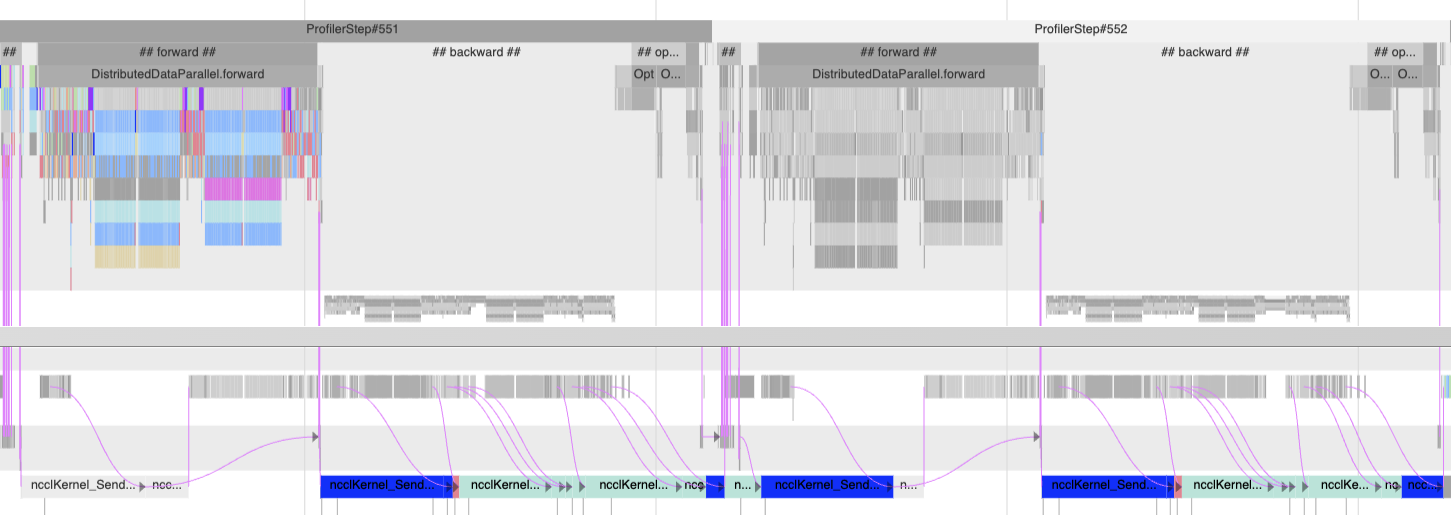 ProfilerStep#551 ProfilerStep#552
## ## forward ## ## backward ## ## op... ## ## forward ## ## backward ## ## op...
DistributedDataParallel.forward Opt O... DistributedDataParallel.forward O... O...
ncclKernel_Send... ncc... ncclKernel_Send... ncclKernel... ncclKernel... ncc n... ncclKernel_Send... n... ncclKernel_Send... ncclKernel... ncclKe... nc ncc...